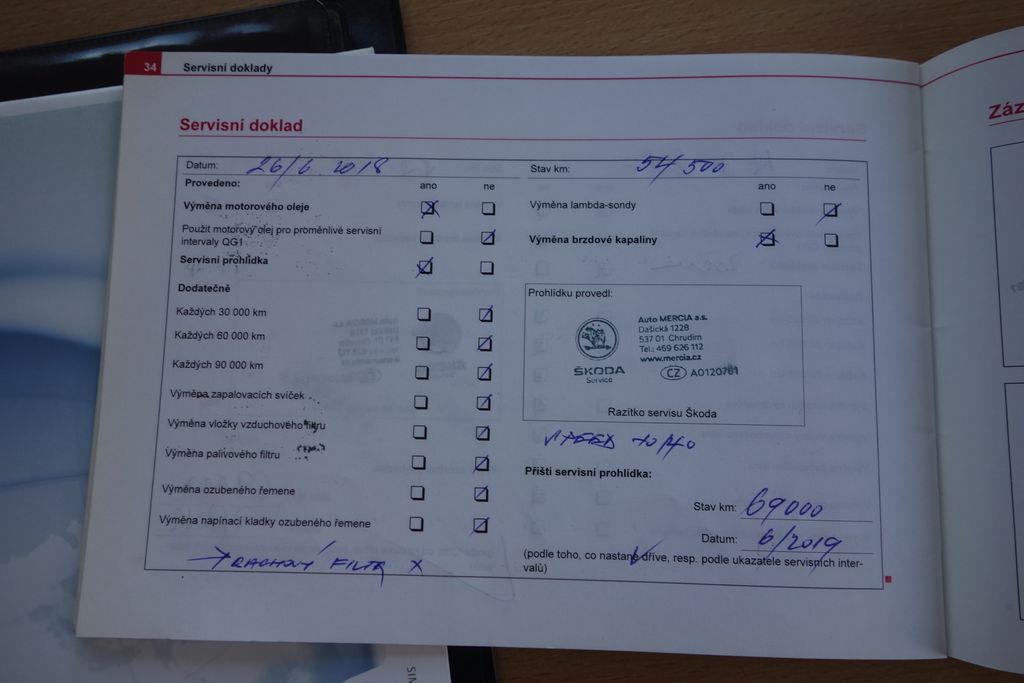 34 Servisní doklady
Servisní doklad
Datum: 26/6 2018
Provedeno: ano ne
Výměna motorového oleje
Použit motorový olej pro proměnlivé servisní
intervaly QG1
Servisní prohlídka
Dodatečně
Každých 30 000 km
Každých 60 000 km
Každých 90 000 km
Výměna zapalovacích svíček
Výměna vložky vzduchového filtru
Výměna palivového filtru
Výměna ozubeného řemene
Výměna napínací kladky ozubeného řemene
FILTR X
Stav km: 54 500
ano ne
Výměna lambda-sondy
Výměna brzdové kapaliny
Prohlídku provedl:
ŠKODA
Service
Auto MERCIA a.s.
Dašická 1228
537 01 Chrudim
Tel.: 469 626 112
www.mercia.cz
CZ AO120781
Razítko servisu Škoda
Příští servisní prohlídka:
Stav km: 69000
Datum: 6/2019
(podle toho, co nastane dříve, resp. podle ukazatele servisních inter-
valů)
Záz
SIM